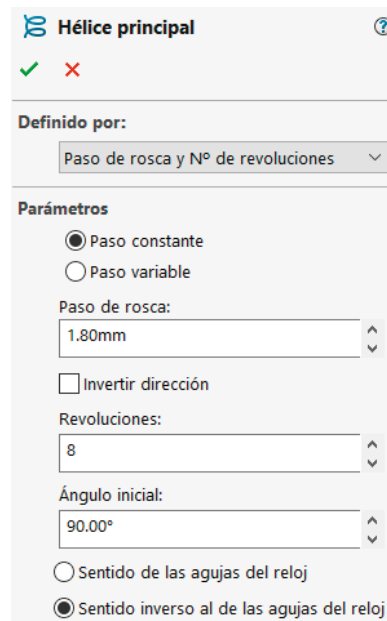 Hélice principal
Definido por:
Paso de rosca y Nº de revoluciones
Parámetros
Paso constante
Paso variable
Paso de rosca:
1.80mm
Invertir dirección
Revoluciones:
8
Ángulo inicial:
90.00°
Sentido de las agujas del reloj
Sentido inverso al de las agujas del reloj